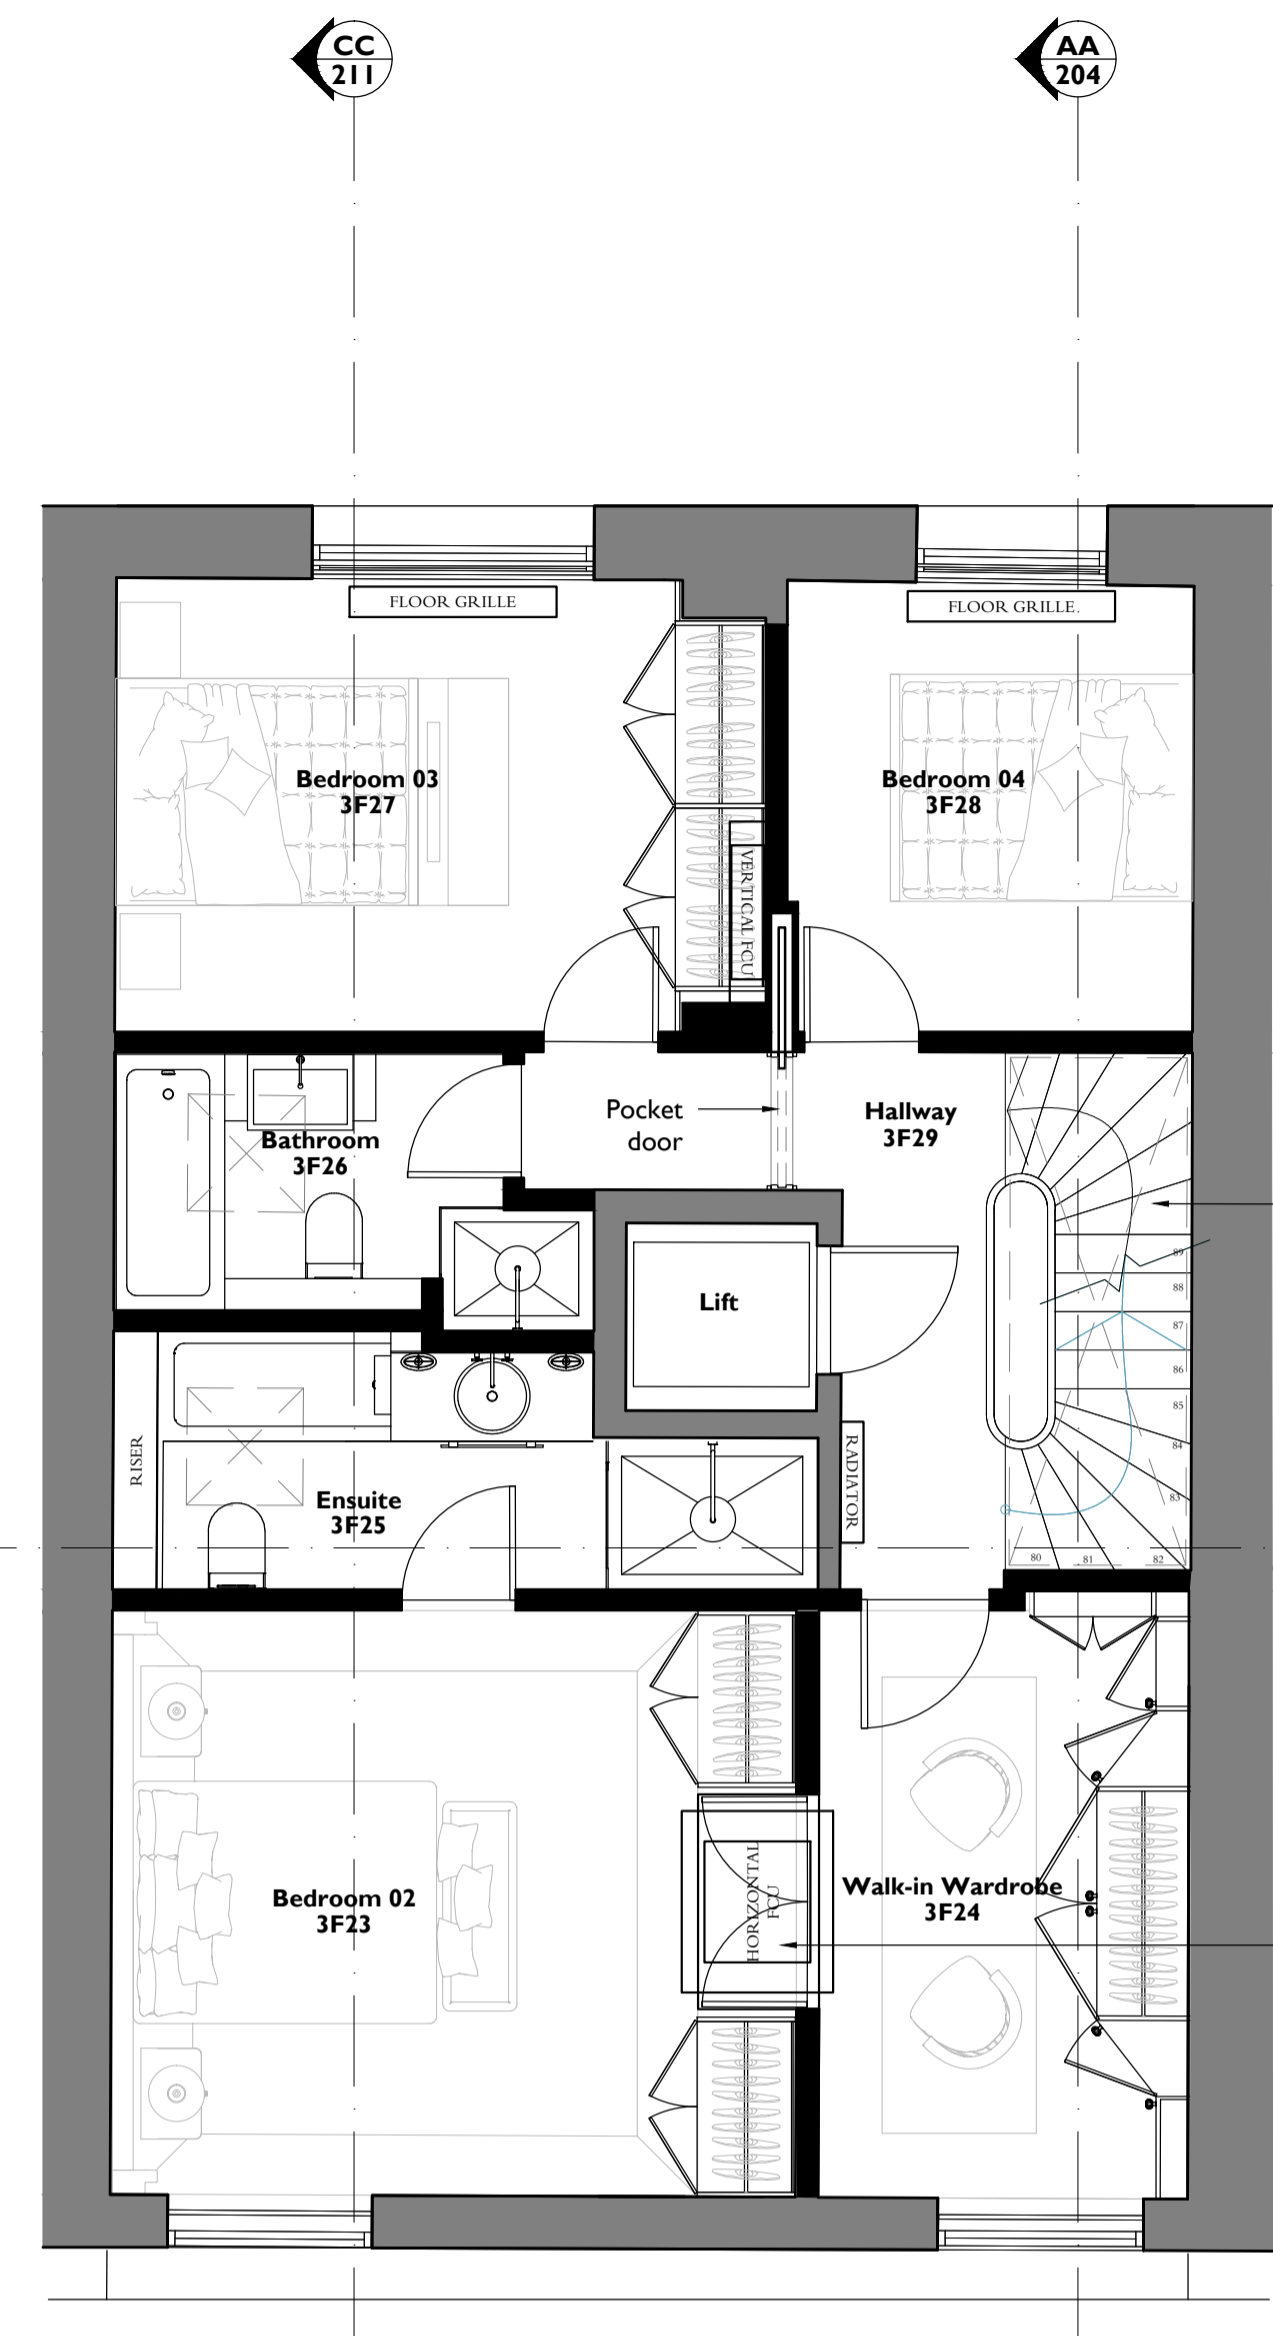 CC
211
AA
204
FLOOR GRILLE
FLOOR GRILLE
Bedroom 03
3F27
Bedroom 04
3F28
VERTICAL FCU
Pocket
door
Hallway
3F29
Bathroom
3F26
89
88
87
86
85
84
83
82
81
80
Lift
RISER
RADIATOR
Ensuite
3F25
Bedroom 02
3F23
HORIZONTAL
FCU
Walk-in Wardrobe
3F24